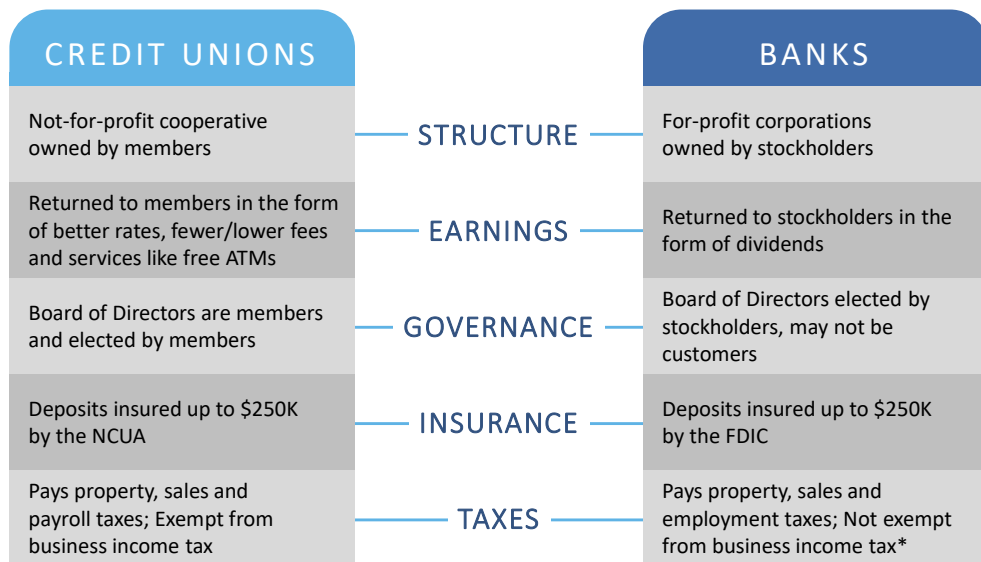 CREDIT UNIONS
BANKS
Not-for-profit cooperative
owned by members
STRUCTURE
For-profit corporations
owned by stockholders
Returned to members in the form
of better rates, fewer/lower fees
and services like free ATMs
EARNINGS
Returned to stockholders in the
form of dividends
Board of Directors are members
and elected by members
GOVERNANCE
Board of Directors elected by
stockholders, may not be
customers
Deposits insured up to $250K
by the NCUA
INSURANCE
Deposits insured up to $250K
by the FDIC
Pays property, sales and
payroll taxes; Exempt from
business income tax
TAXES
Pays property, sales and
employment taxes; Not exempt
from business income tax*